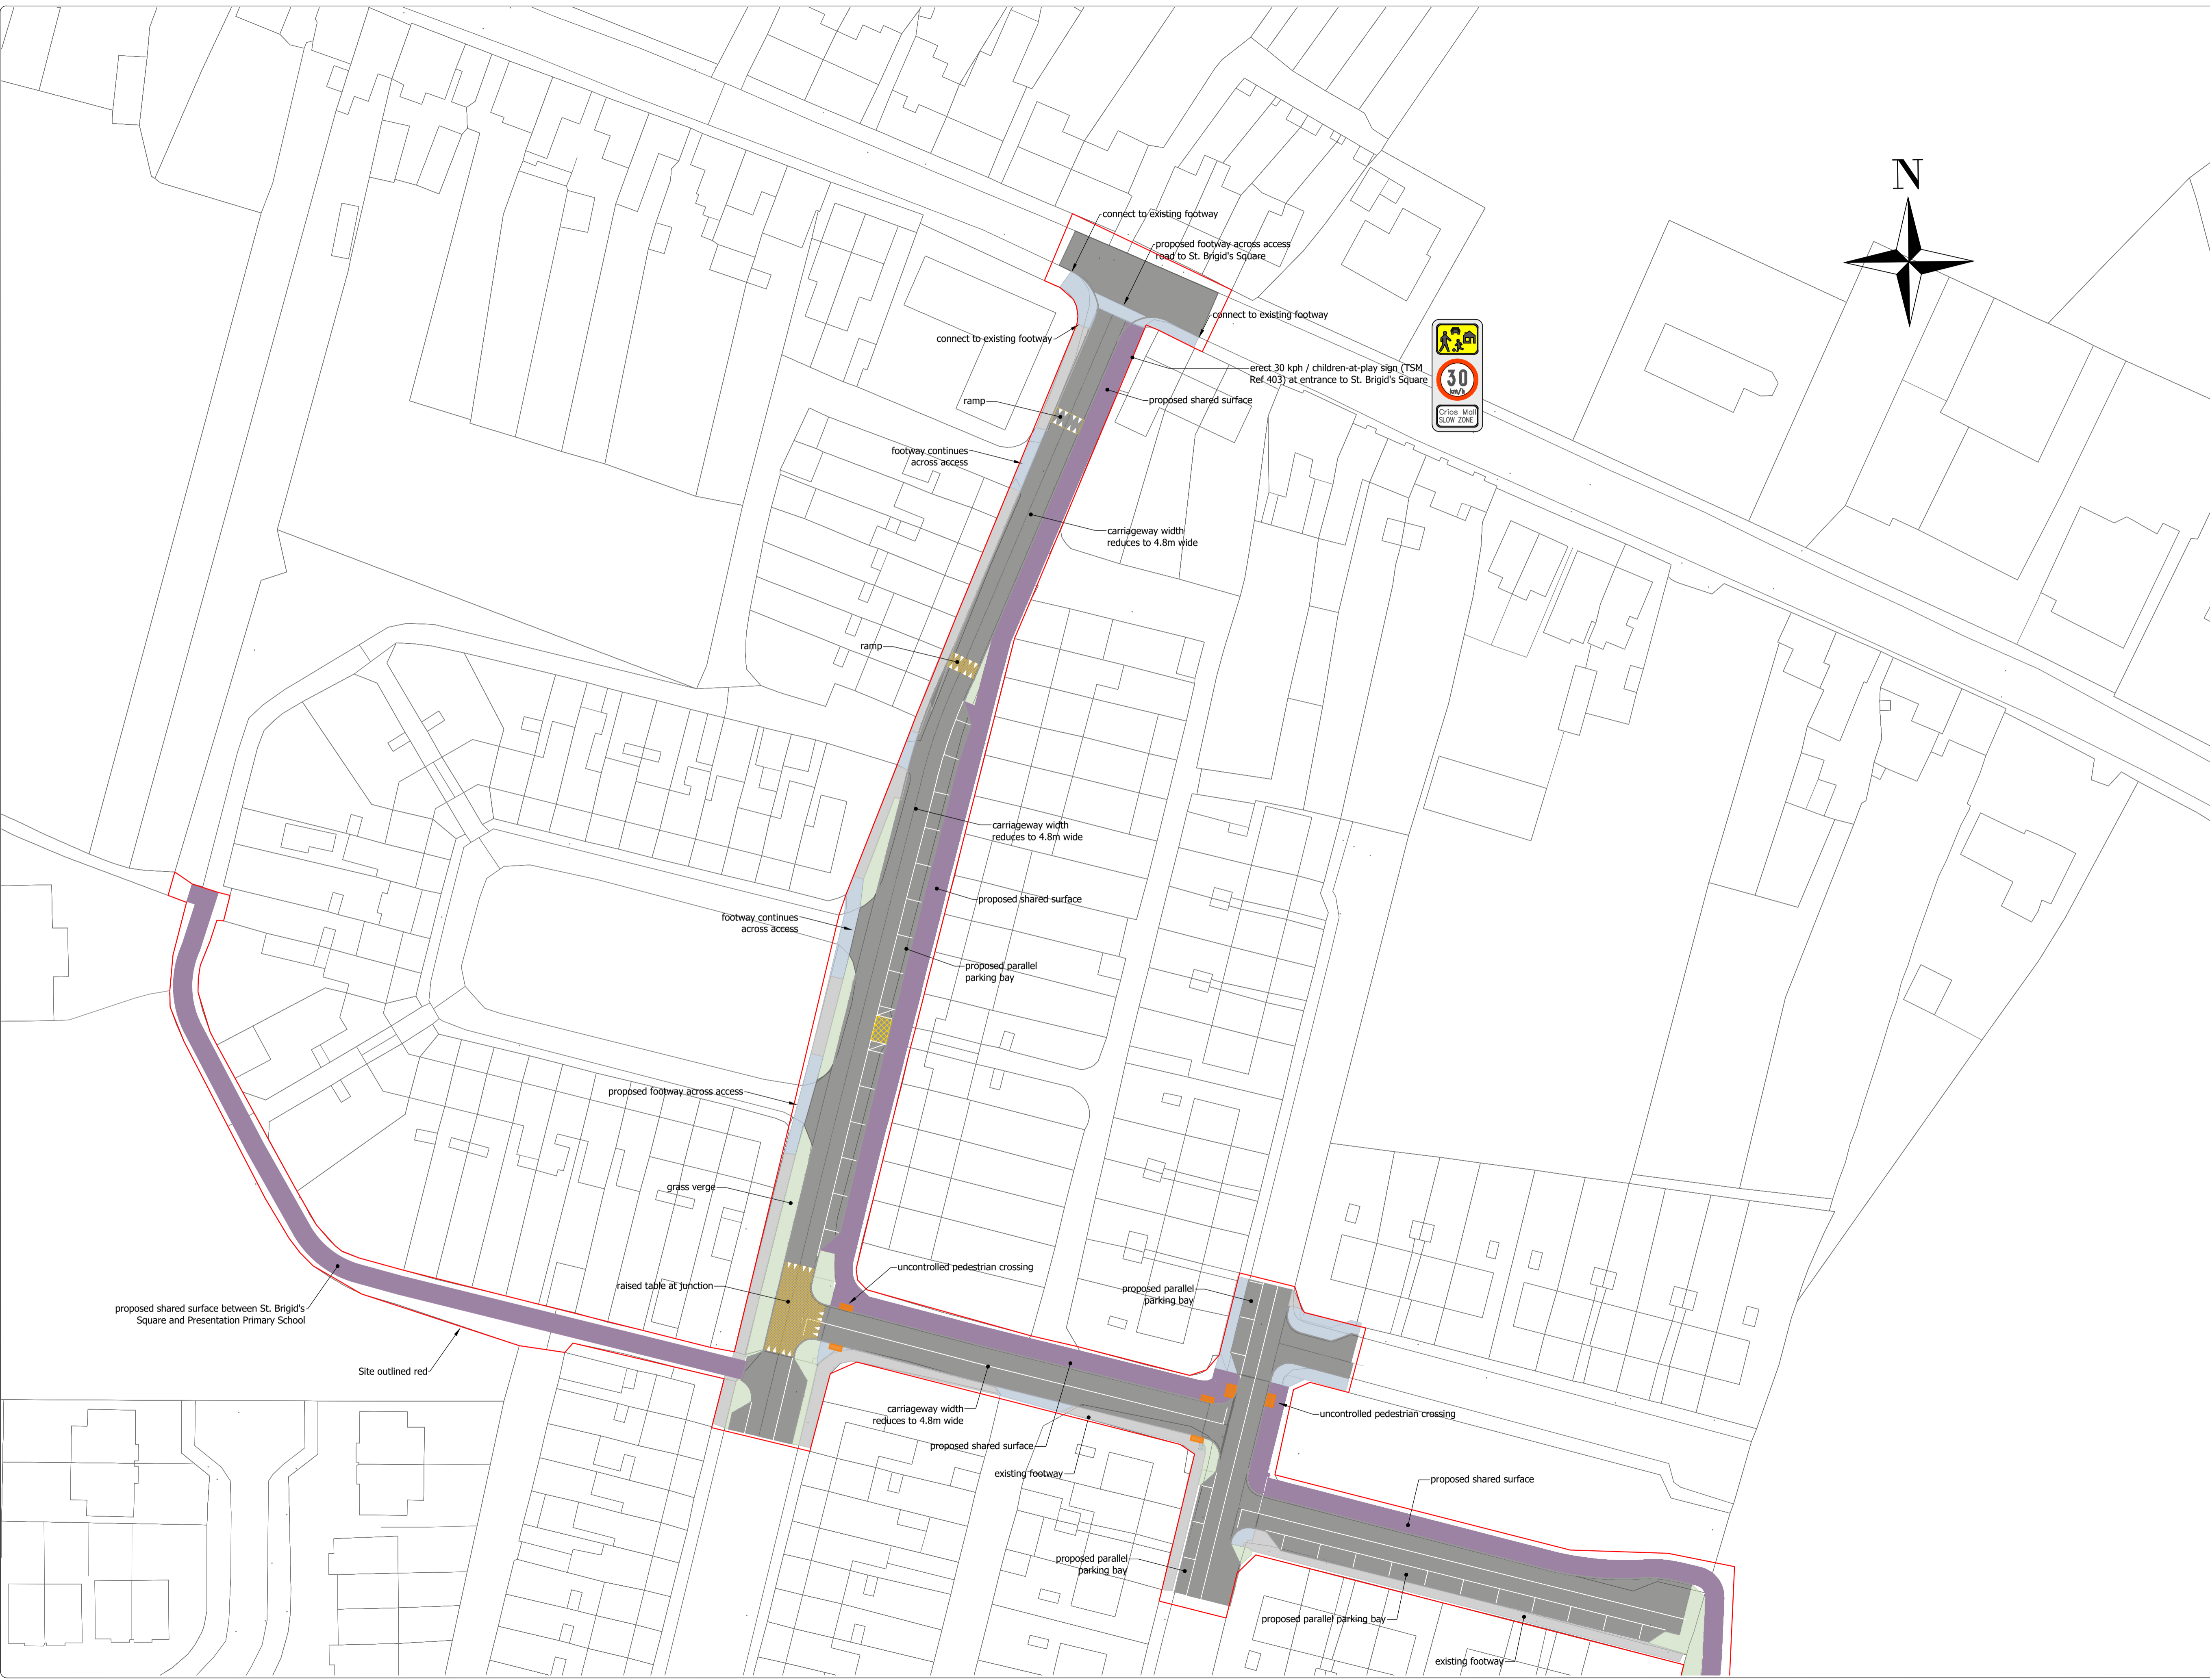 N
connect to existing footway
proposed footway across access
road to St. Brigid's Square
connect to existing footway
connect to existing footway
erect 30 kph / children-at-play sign (TSM
Ref 403) at entrance to St. Brigid's Square
30
km/h
Crios Mall
SLOW ZONE
ramp
proposed shared surface
footway continues
across access
carriageway width
reduces to 4.8m wide
ramp
carriageway width
reduces to 4.8m wide
proposed shared surface
footway continues
across access
proposed parallel
parking bay
proposed footway across access
grass verge
uncontrolled pedestrian crossing
raised table at junction
proposed parallel
parking bay
proposed shared surface between St. Brigid's
Square and Presentation Primary School
Site outlined red
carriageway width
reduces to 4.8m wide
uncontrolled pedestrian crossing
proposed shared surface
existing footway
proposed shared surface
proposed parallel
parking bay
proposed parallel parking bay
existing footway